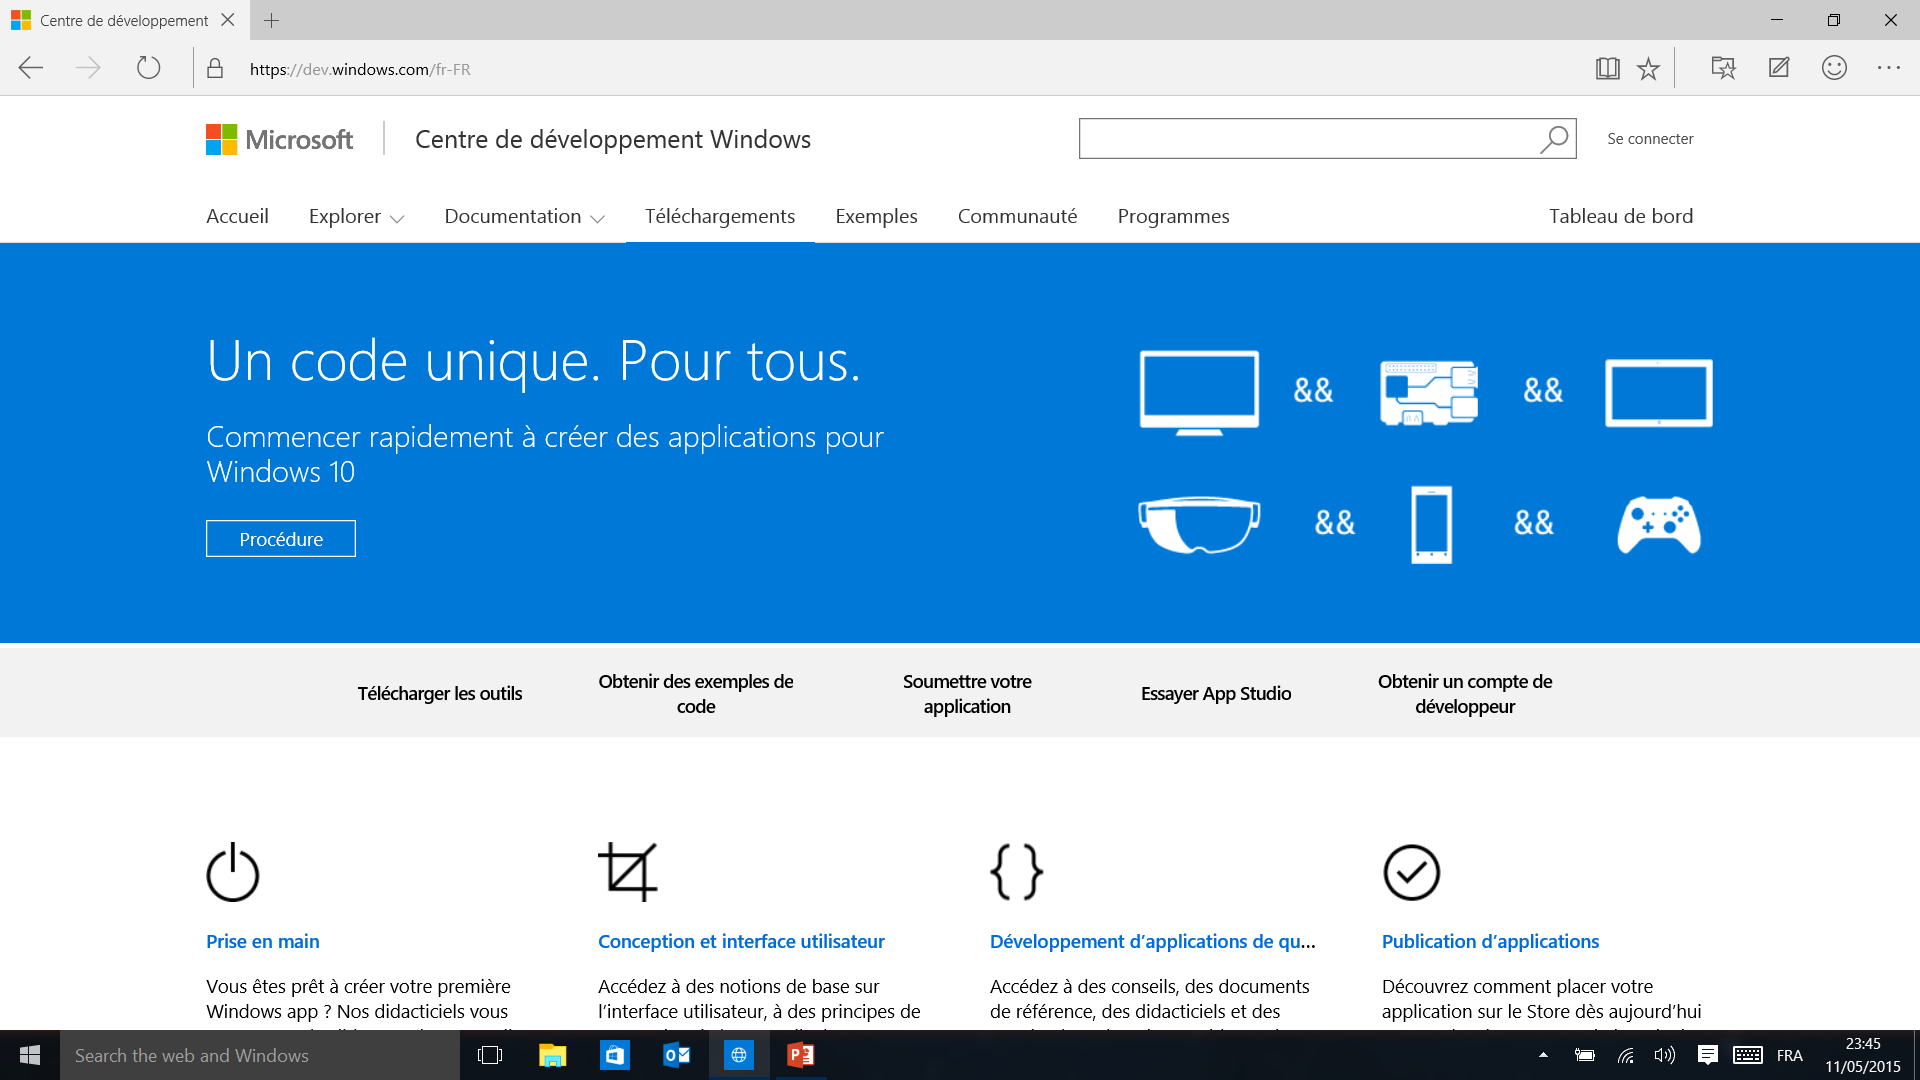 Centre de développement
https://dev.windows.com/fr-FR
Microsoft
Centre de développement Windows
Se connecter
Accueil
Explorer
Documentation
Téléchargements
Exemples
Communauté
Programmes
Tableau de bord
Un code unique. Pour tous.
Commencer rapidement à créer des applications pour
Windows 10
Procédure
&& &&
&& &&
Télécharger les outils
Obtenir des exemples de
code
Soumettre votre
application
Essayer App Studio
Obtenir un compte de
développeur
Prise en main
Vous êtes prêt à créer votre première
Windows app ? Nos didacticiels vous
Conception et interface utilisateur
Accédez à des notions de base sur
l’interface utilisateur, à des principes de
Développement d’applications de qu...
Accédez à des conseils, des documents
de référence, des didacticiels et des
Publication d’applications
Découvrez comment placer votre
application sur le Store dès aujourd’hui
Search the web and Windows
FRA
23:45
11/05/2015